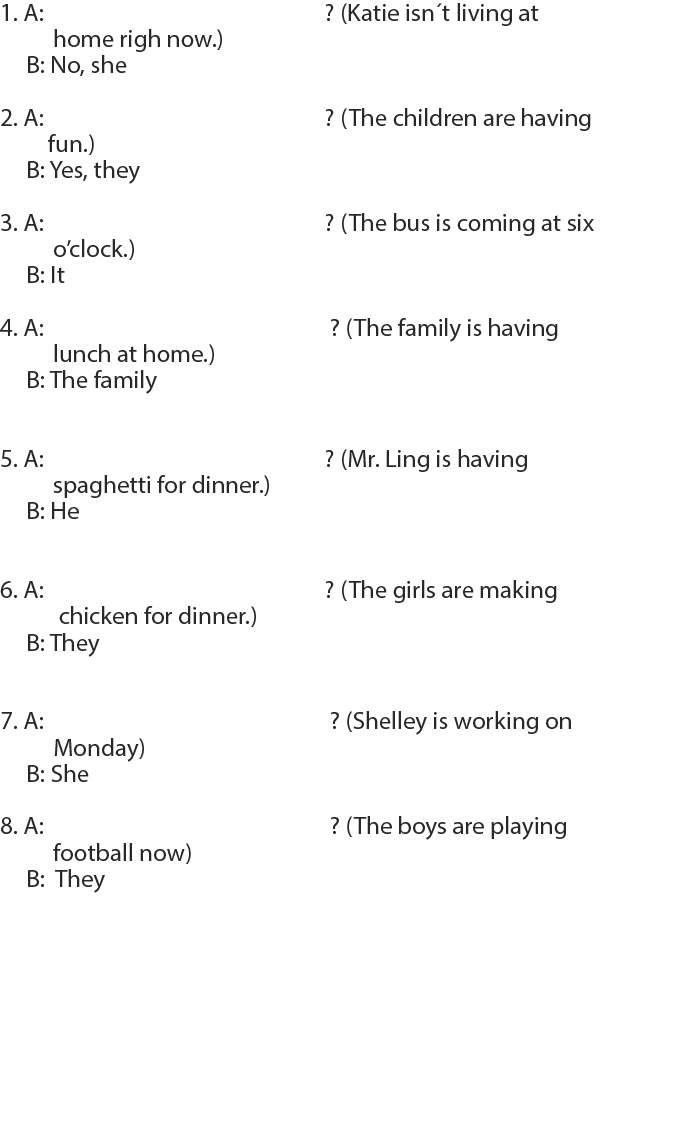 1. A: ? (Katie isn´t living at
home righ now.)
B: No, she
2. A: ? (The children are having
fun.)
B: Yes, they
3. A: ? (The bus is coming at six
o’clock.)
B: It
4. A: ? (The family is having
lunch at home.)
B: The family
5. A: ? (Mr. Ling is having
spaghetti for dinner.)
B: He
6. A: ? (The girls are making
chicken for dinner.)
B: They
7. A: ? (Shelley is working on
Monday)
B: She
8. A: ? (The boys are playing
football now)
B: They